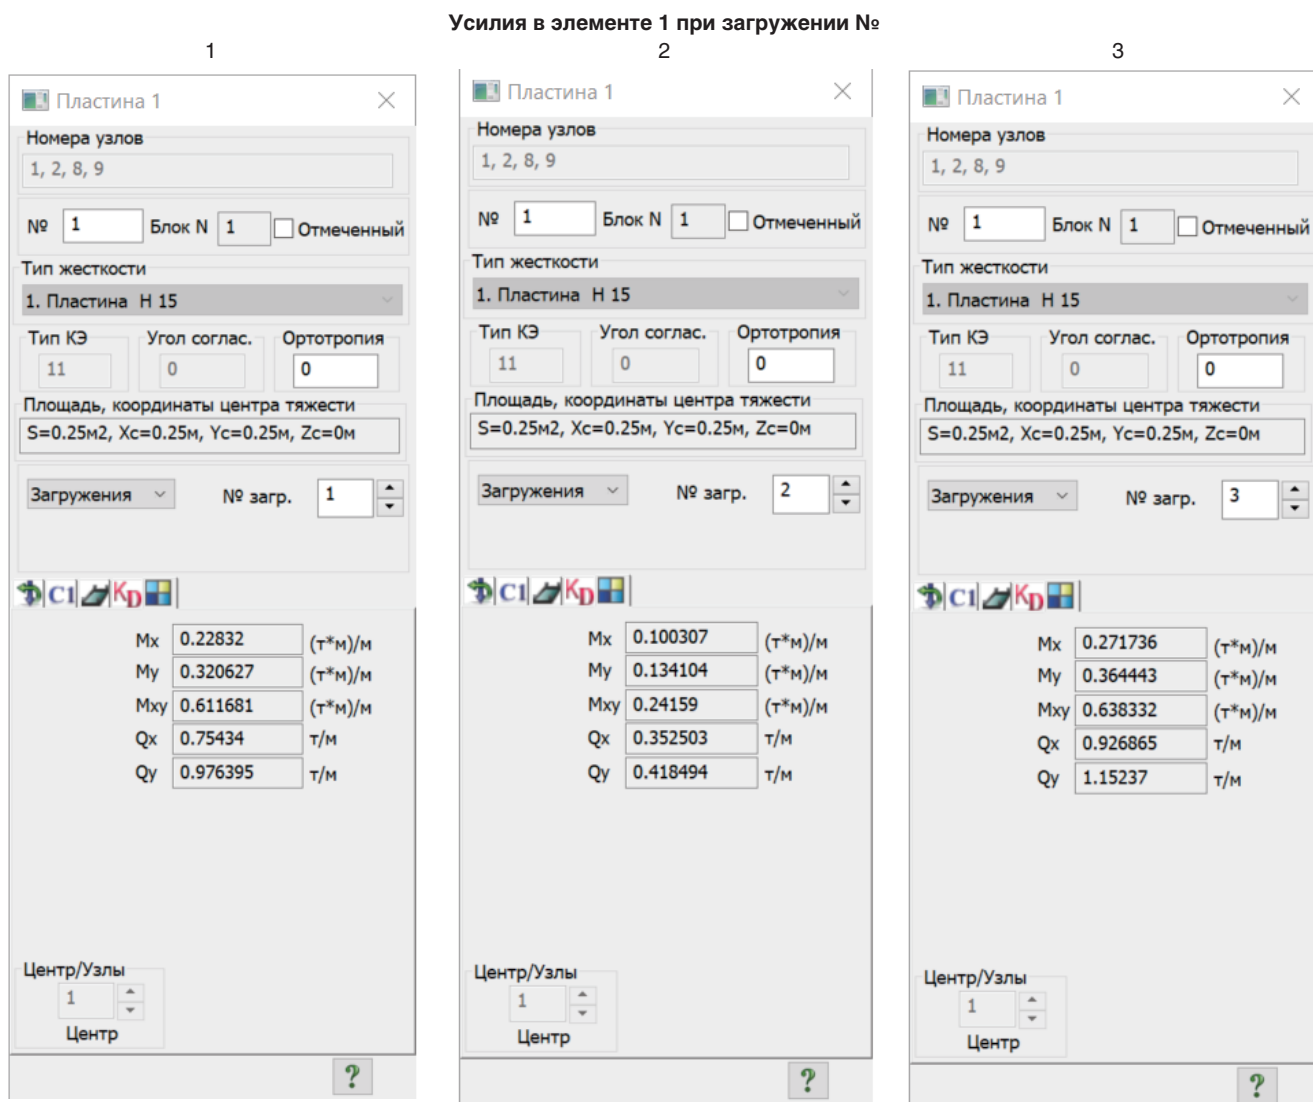 Усилия в элементе 1 при загружении №
1
Пластина 1
Номера узлов
1, 2, 8, 9
№ 1 Блок N 1 Отмеченный
Тип жесткости
1. Пластина H 15
Тип КЭ Угол соглас. Ортотропия
11 0 0
Площадь, координаты центра тяжести
S=0.25м2, Xc=0.25м, Yc=0.25м, Zc=0м
Загружения № загр. 1
C1 KD
Mx 0.22832 (т*м)/м
My 0.320627 (т*м)/м
Mxy 0.611681 (т*м)/м
Qx 0.75434 т/м
Qy 0.976395 т/м
Центр/Узлы
1
Центр
?
2
Пластина 1
Номера узлов
1, 2, 8, 9
№ 1 Блок N 1 Отмеченный
Тип жесткости
1. Пластина H 15
Тип КЭ Угол соглас. Ортотропия
11 0 0
Площадь, координаты центра тяжести
S=0.25м2, Xc=0.25м, Yc=0.25м, Zc=0м
Загружения № загр. 2
C1 KD
Mx 0.100307 (т*м)/м
My 0.134104 (т*м)/м
Mxy 0.24159 (т*м)/м
Qx 0.352503 т/м
Qy 0.418494 т/м
Центр/Узлы
1
Центр
?
3
Пластина 1
Номера узлов
1, 2, 8, 9
№ 1 Блок N 1 Отмеченный
Тип жесткости
1. Пластина H 15
Тип КЭ Угол соглас. Ортотропия
11 0 0
Площадь, координаты центра тяжести
S=0.25м2, Xc=0.25м, Yc=0.25м, Zc=0м
Загружения № загр. 3
C1 KD
Mx 0.271736 (т*м)/м
My 0.364443 (т*м)/м
Mxy 0.638332 (т*м)/м
Qx 0.926865 т/м
Qy 1.15237 т/м
Центр/Узлы
1
Центр
?